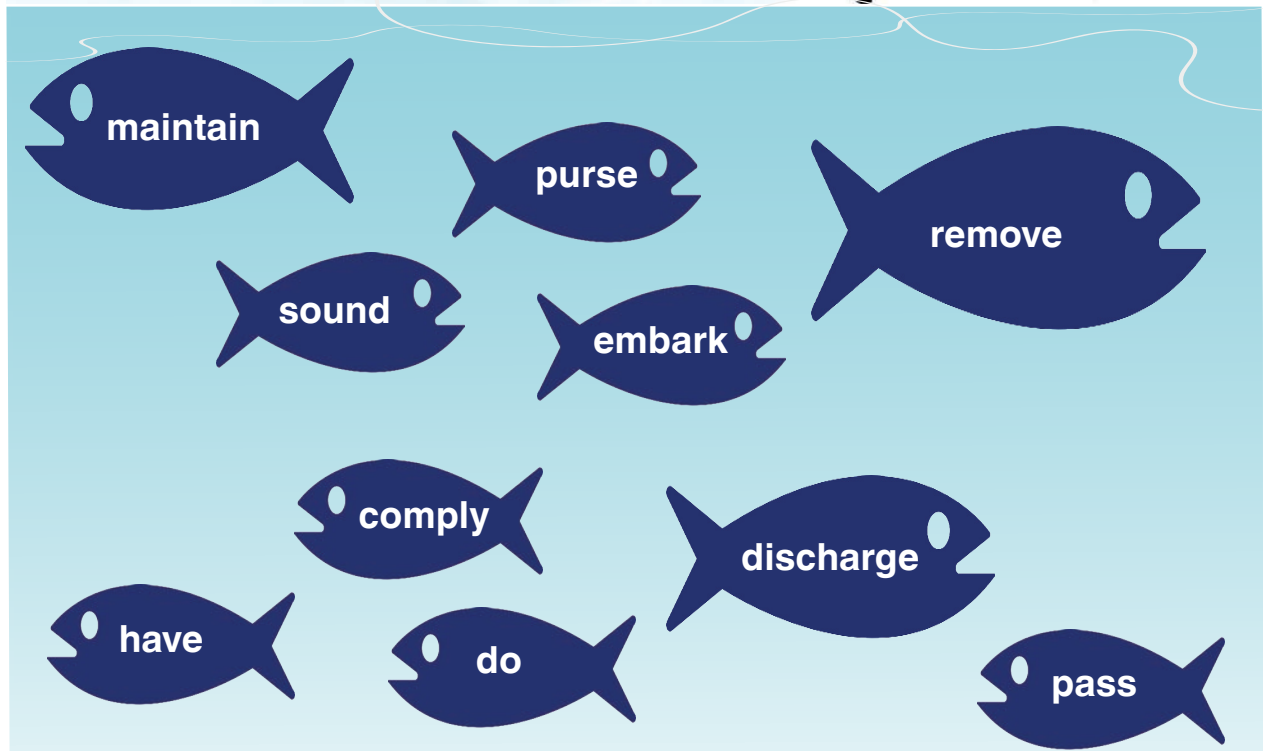 maintain
purse
remove
sound
embark
comply
discharge
have
do
pass